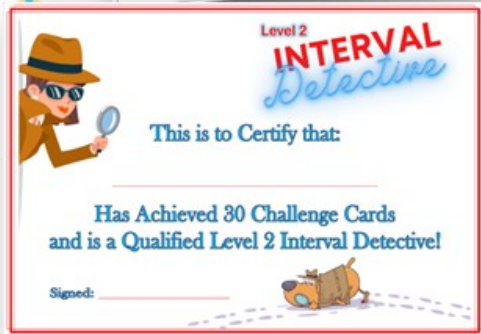 Level 2
INTERVAL
Detective
This is to Certify that:
Has Achieved 30 Challenge Cards
and is a Qualified Level 2 Interval Detective!
Signed: